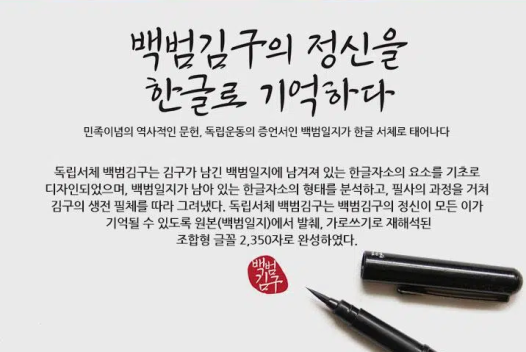 백범김구의 정신을
한글로 기억하다
민족이념의 역사적인 문헌, 독립운동의 증언서인 백범일지가 한글 서체로 태어나다
독립서체 백범김구는 김구가 남긴 백범일지에 남겨져 있는 한글자소의 요소를 기초로
디자인되었으며, 백범일지가 남아 있는 한글자소의 형태를 분석하고, 필사의 과정을 거쳐
김구의 생전 필체를 따라 그려냈다. 독립서체 백범김구는 백범김구의 정신이 모든 이가
기억될 수 있도록 원본(백범일지)에서 발췌, 가로쓰기로 재해석된
조합형 글꼴 2,350자로 완성하였다.
백범
김구